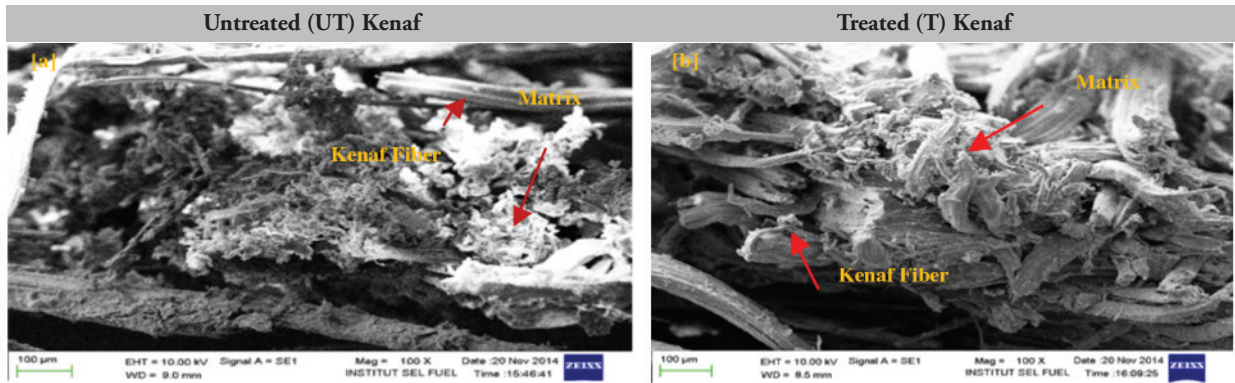 Untreated (UT) Kenaf
Treated (T) Kenaf
[a]
Matrix
Kenaf Fiber
100 µm
EHT = 10.00 kV Signal A = SE1 Mag = 100 X Date :20 Nov 2014
WD = 9.0 mm INSTITUT SEL FUEL Time :15:46:41
ZEISS
[b]
Matrix
Kenaf Fiber
100 µm
EHT = 10.00 kV Signal A = SE1 Mag = 100 X Date :20 Nov 2014
WD = 8.5 mm INSTITUT SEL FUEL Time :16:09:25
ZEISS